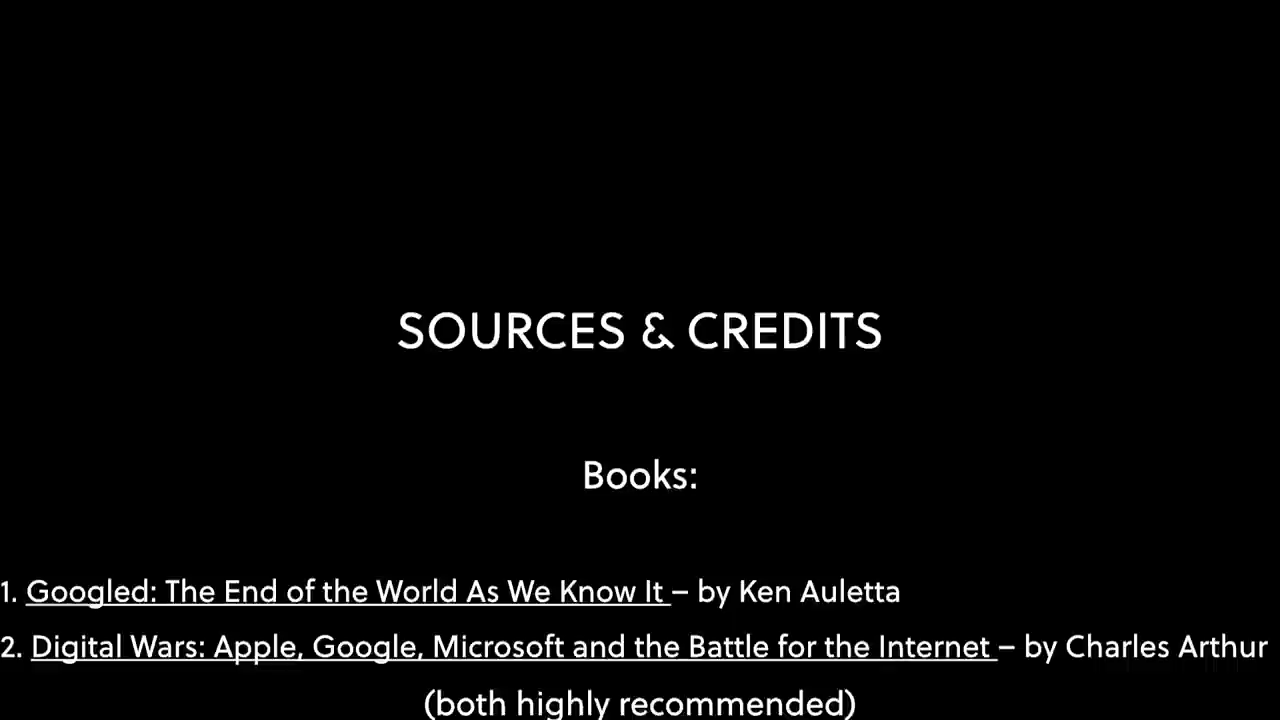 SOURCES & CREDITS
Books:
1. Googled: The End of the World As We Know It – by Ken Auletta
2. Digital Wars: Apple, Google, Microsoft and the Battle for the Internet – by Charles Arthur
(both highly recommended)